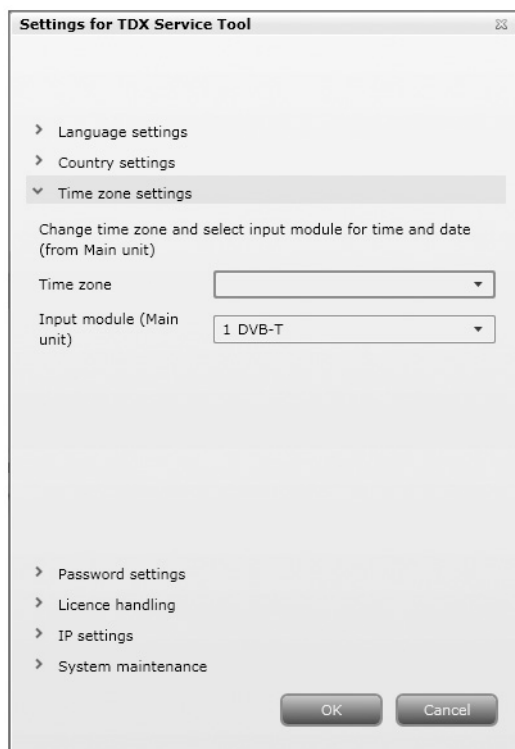 Settings for TDX Service Tool
Language settings
Country settings
Time zone settings
Change time zone and select input module for time and date
(from Main unit)
Time zone
Input module (Main
unit)
1 DVB-T
Password settings
Licence handling
IP settings
System maintenance
OK
Cancel